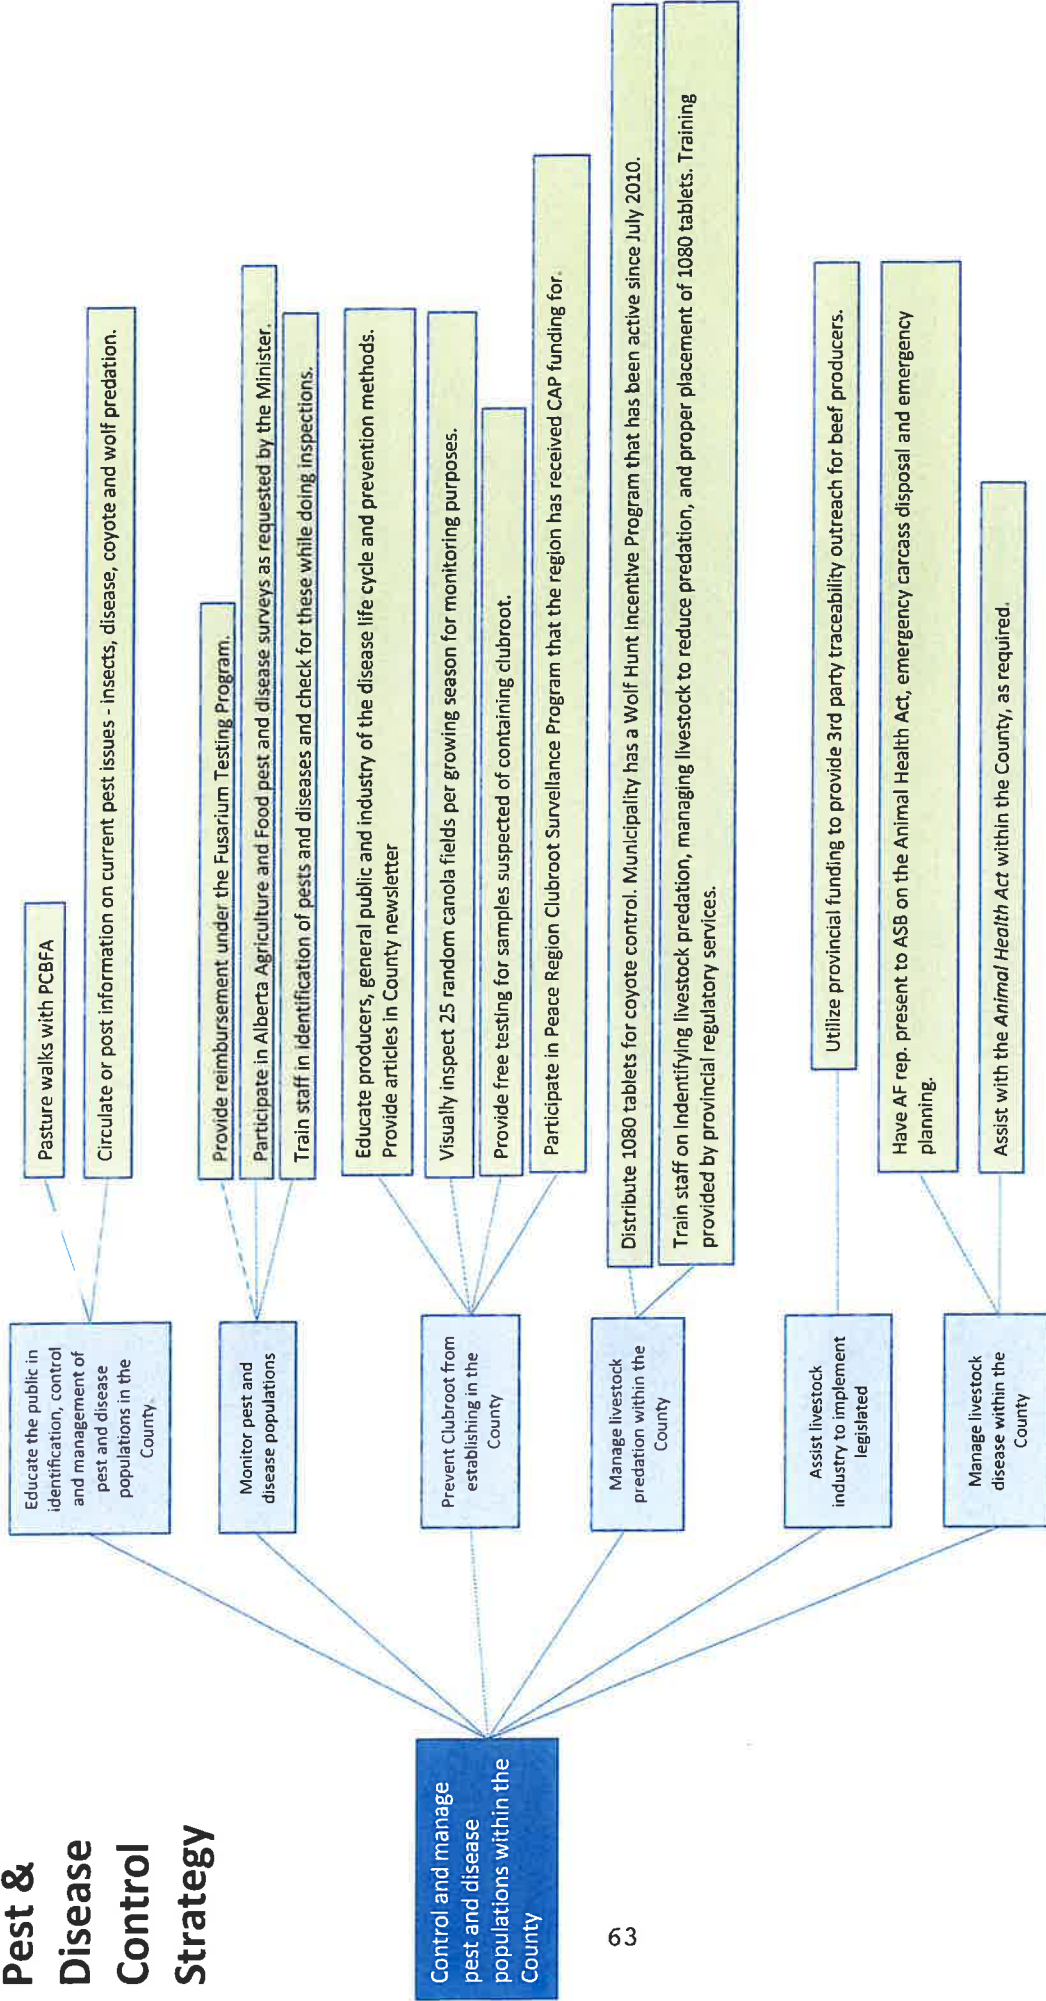 Pest &
Disease
Control
Strategy
Control and manage
pest and disease
populations within the
County
Educate the public in
identification, control
and management of
pest and disease
populations in the
County.
Pasture walks with PCBFA
Circulate or post information on current pest issues - insects, disease, coyote and wolf predation.
Monitor pest and
disease populations
Provide reimbursement under the Fusarium Testing Program.
Participate in Alberta Agriculture and Food pest and disease surveys as requested by the Minister.
Train staff in identification of pests and diseases and check for these while doing inspections.
Prevent Clubroot from
establishing in the
County
Educate producers, general public and industry of the disease life cycle and prevention methods.
Provide articles in County newsletter
Visually inspect 25 random canola fields per growing season for monitoring purposes.
Provide free testing for samples suspected of containing clubroot.
Participate in Peace Region Clubroot Survellance Program that the region has received CAP funding for.
Manage livestock
predation within the
County
Distribute 1080 tablets for coyote control. Municipality has a Wolf Hunt Incentive Program that has been active since July 2010.
Train staff on Indentifying livestock predation, managing livestock to reduce predation, and proper placement of 1080 tablets. Training
provided by provincial regulatory services.
Assist livestock
industry to implement
legislated
Utilize provincial funding to provide 3rd party traceability outreach for beef producers.
Manage livestock
disease within the
County
Have AF rep. present to ASB on the Animal Health Act, emergency carcass disposal and emergency
planning.
Assist with the Animal Health Act within the County, as required.
63